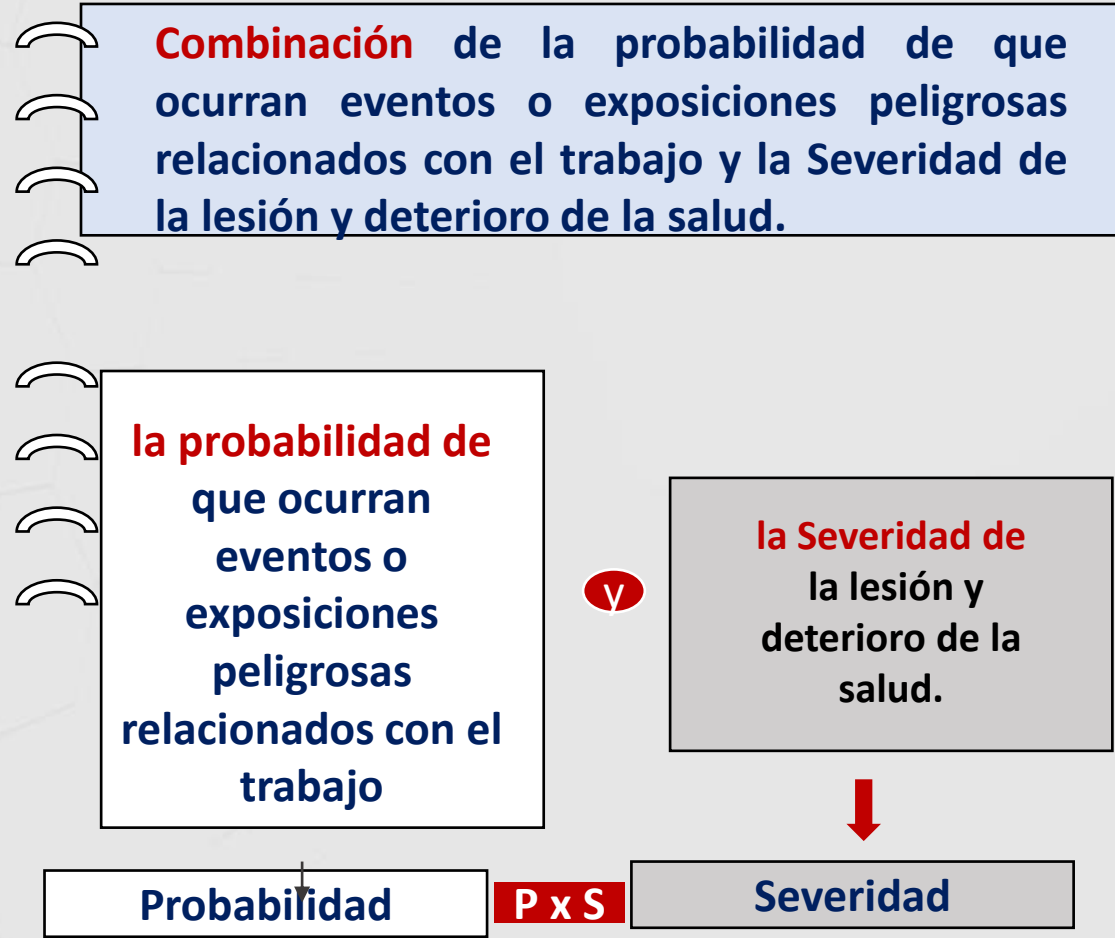 Combinación de la probabilidad de que
ocurran eventos o exposiciones peligrosas
relacionados con el trabajo y la Severidad de
la lesión y deterioro de la salud.
la probabilidad de
que ocurran
eventos o
exposiciones
peligrosas
relacionados con el
trabajo
y
la Severidad de
la lesión y
deterioro de la
salud.
Probabilidad
P x S
Severidad